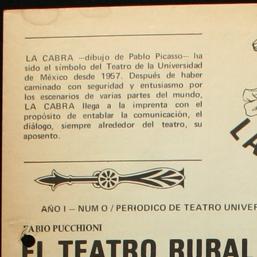 LA CABRA —dibujo de Pablo Picasso— ha
sido el símbolo del Teatro de la Universidad
de México desde 1957. Después de haber
caminado con seguridad y entusiasmo por
los escenarios de varias partes del mundo,
LA CABRA llega a la imprenta con el
propósito de entablar la comunicación, el
diálogo, siempre alrededor del teatro, su
aposento.
LA
AÑO I — NUM O / PERIODICO DE TEATRO UNIVER
FABIO PUCCHIONI
EL TEATRO RURAL